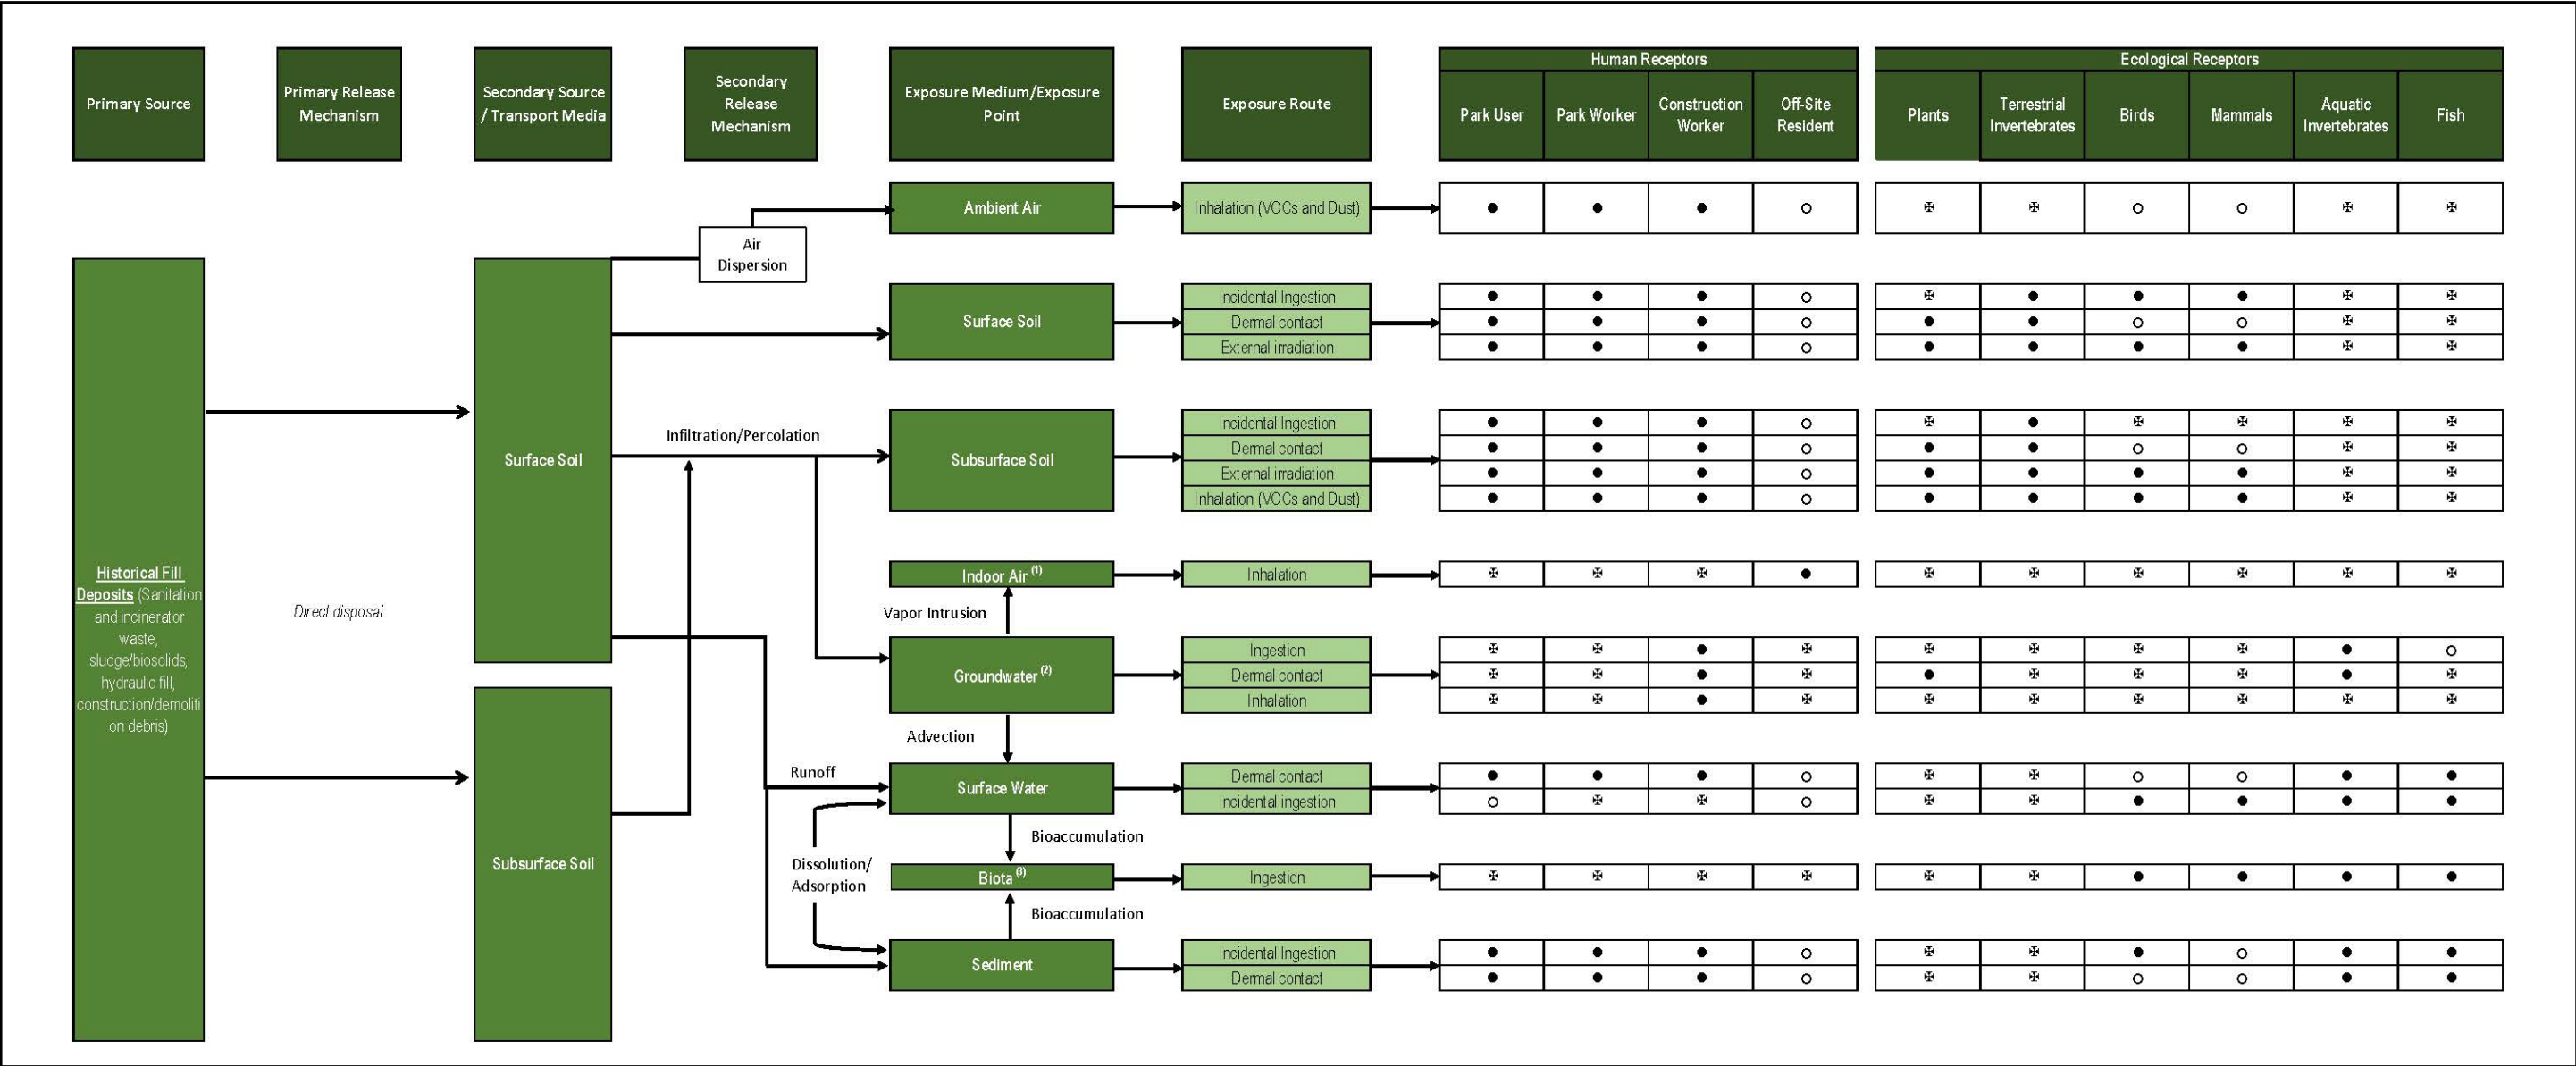 Primary Source
Primary Release
Mechanism
Secondary Source
/ Transport Media
Secondary
Release
Mechanism
Exposure Medium/Exposure
Point
Exposure Route
Human Receptors
Park User
Park Worker
Construction
Worker
Off-Site
Resident
Ecological Receptors
Plants
Terrestrial
Invertebrates
Birds
Mammals
Aquatic
Invertebrates
Fish
Historical Fill
Deposits (Sanitation
and incinerator
waste,
sludge/biosolids,
hydraulic fill,
construction/demoliti
on debris)
Direct disposal
Surface Soil
Subsurface Soil
Air
Dispersion
Infiltration/Percolation
Runoff
Dissolution/
Adsorption
Ambient Air
Inhalation (VOCs and Dust)
Surface Soil
Incidental Ingestion
Dermal contact
External irradiation
Subsurface Soil
Incidental Ingestion
Dermal contact
External irradiation
Inhalation (VOCs and Dust)
Indoor Air (1)
Inhalation
Vapor Intrusion
Groundwater (2)
Ingestion
Dermal contact
Inhalation
Advection
Surface Water
Dermal contact
Incidental ingestion
Bioaccumulation
Biota (3)
Ingestion
Bioaccumulation
Sediment
Incidental Ingestion
Dermal contact